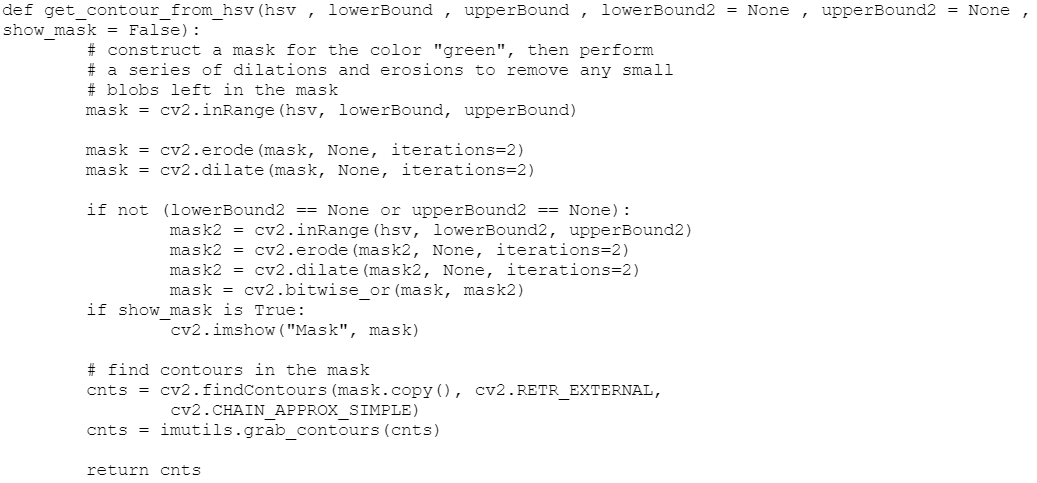 def get_contour_from_hsv(hsv , lowerBound , upperBound , lowerBound2 = None , upperBound2 = None ,
show_mask = False):
        # construct a mask for the color "green", then perform
        # a series of dilations and erosions to remove any small
        # blobs left in the mask
        mask = cv2.inRange(hsv, lowerBound, upperBound)

        mask = cv2.erode(mask, None, iterations=2)
        mask = cv2.dilate(mask, None, iterations=2)

        if not (lowerBound2 == None or upperBound2 == None):
                mask2 = cv2.inRange(hsv, lowerBound2, upperBound2)
                mask2 = cv2.erode(mask2, None, iterations=2)
                mask2 = cv2.dilate(mask2, None, iterations=2)
                mask = cv2.bitwise_or(mask, mask2)
        if show_mask is True:
                cv2.imshow("Mask", mask)

        # find contours in the mask
        cnts = cv2.findContours(mask.copy(), cv2.RETR_EXTERNAL,
                cv2.CHAIN_APPROX_SIMPLE)
        cnts = imutils.grab_contours(cnts)

        return cnts